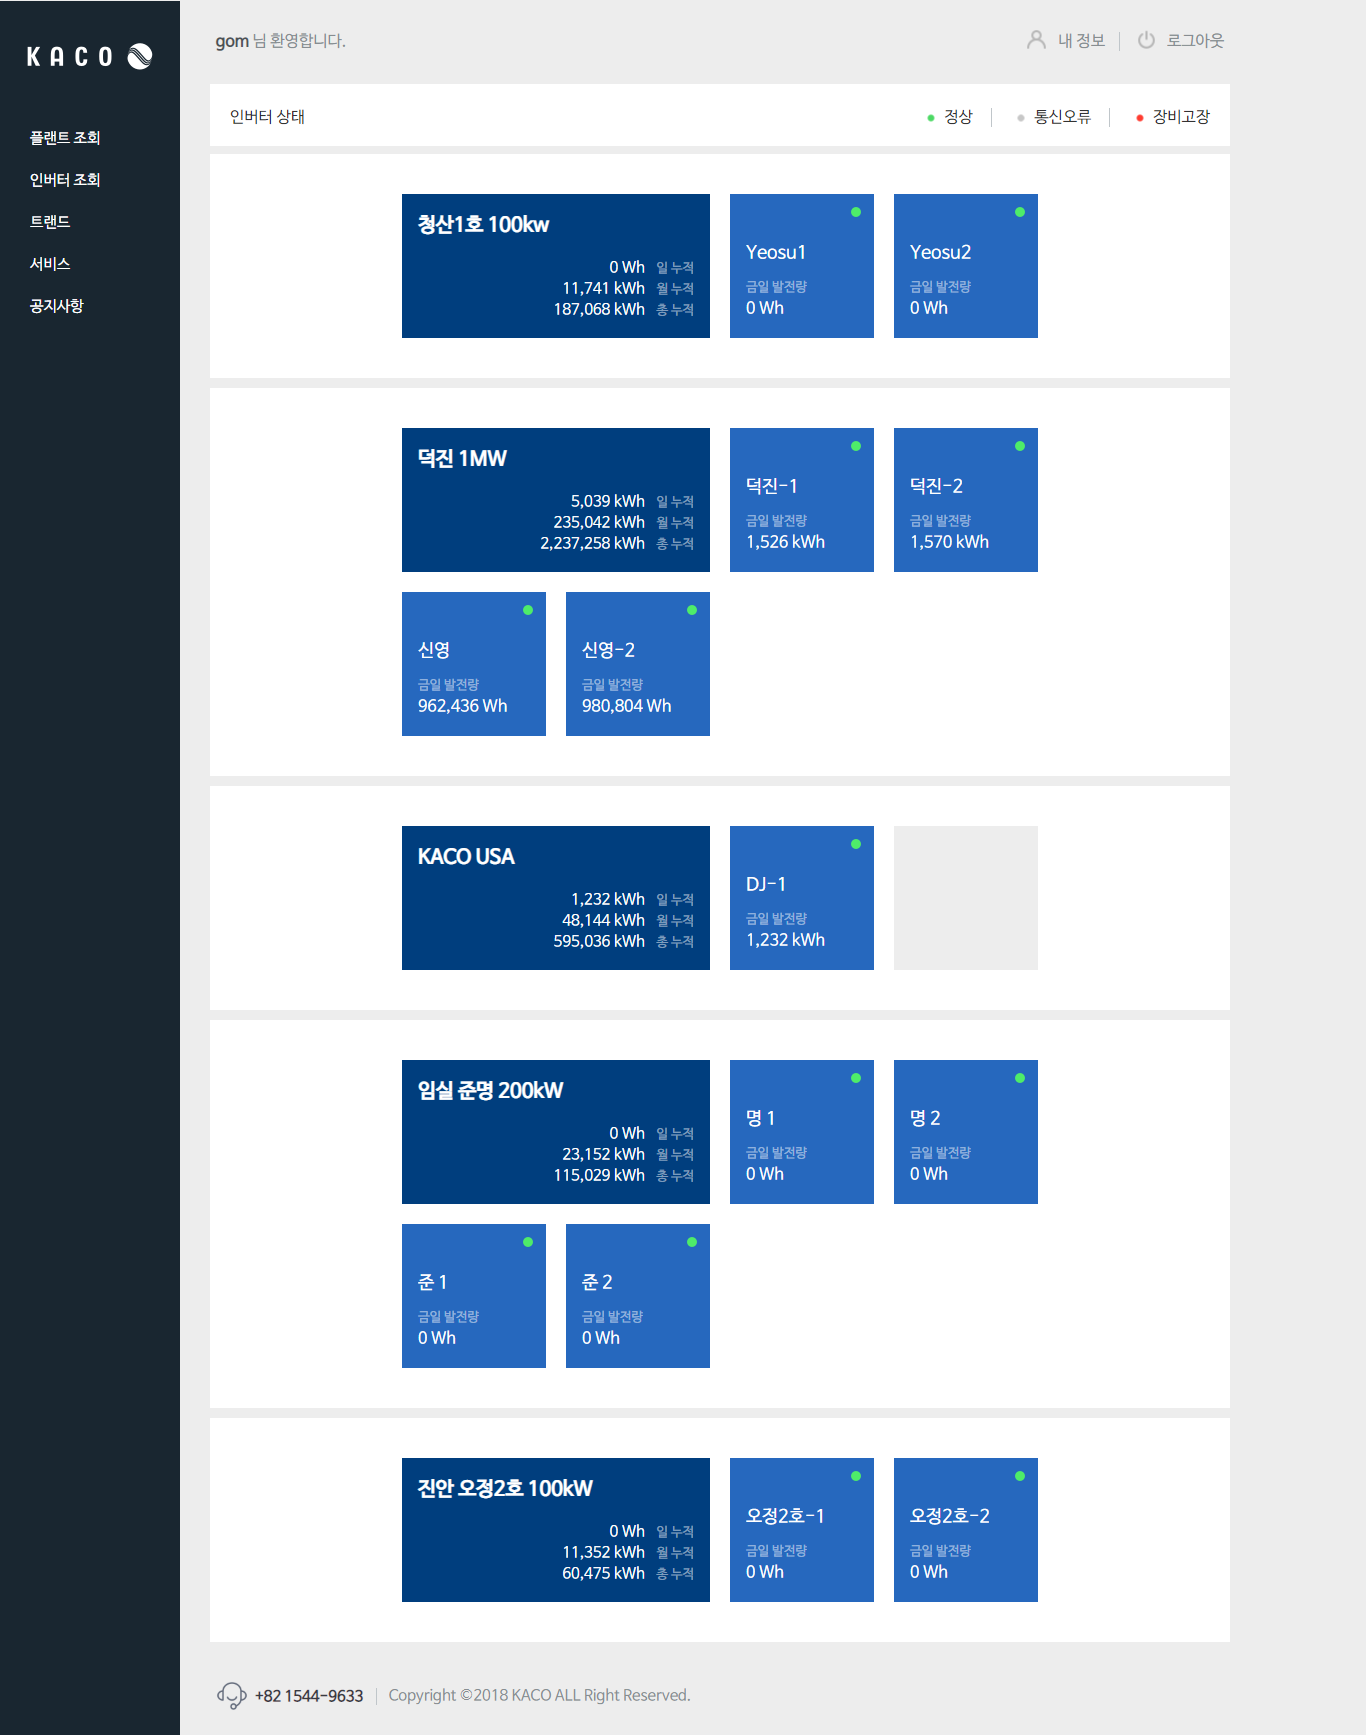 KACO
플랜트 조회
인버터 조회
트랜드
서비스
공지사항
gom 님 환영합니다.
내 정보
로그아웃
인버터 상태
정상
통신오류
장비고장
청산1호 100kw
0 Wh 일 누적
11,741 kWh 월 누적
187,068 kWh 총 누적
Yeosu1
금일 발전량
0 Wh
Yeosu2
금일 발전량
0 Wh
덕진 1MW
5,039 kWh 일 누적
235,042 kWh 월 누적
2,237,258 kWh 총 누적
덕진-1
금일 발전량
1,526 kWh
덕진-2
금일 발전량
1,570 kWh
신영
금일 발전량
962,436 Wh
신영-2
금일 발전량
980,804 Wh
KACO USA
1,232 kWh 일 누적
48,144 kWh 월 누적
595,036 kWh 총 누적
DJ-1
금일 발전량
1,232 kWh
임실 준명 200kW
0 Wh 일 누적
23,152 kWh 월 누적
115,029 kWh 총 누적
명 1
금일 발전량
0 Wh
명 2
금일 발전량
0 Wh
준 1
금일 발전량
0 Wh
준 2
금일 발전량
0 Wh
진안 오정2호 100kW
0 Wh 일 누적
11,352 kWh 월 누적
60,475 kWh 총 누적
오정2호-1
금일 발전량
0 Wh
오정2호-2
금일 발전량
0 Wh
+82 1544-9633
Copyright ©2018 KACO ALL Right Reserved.